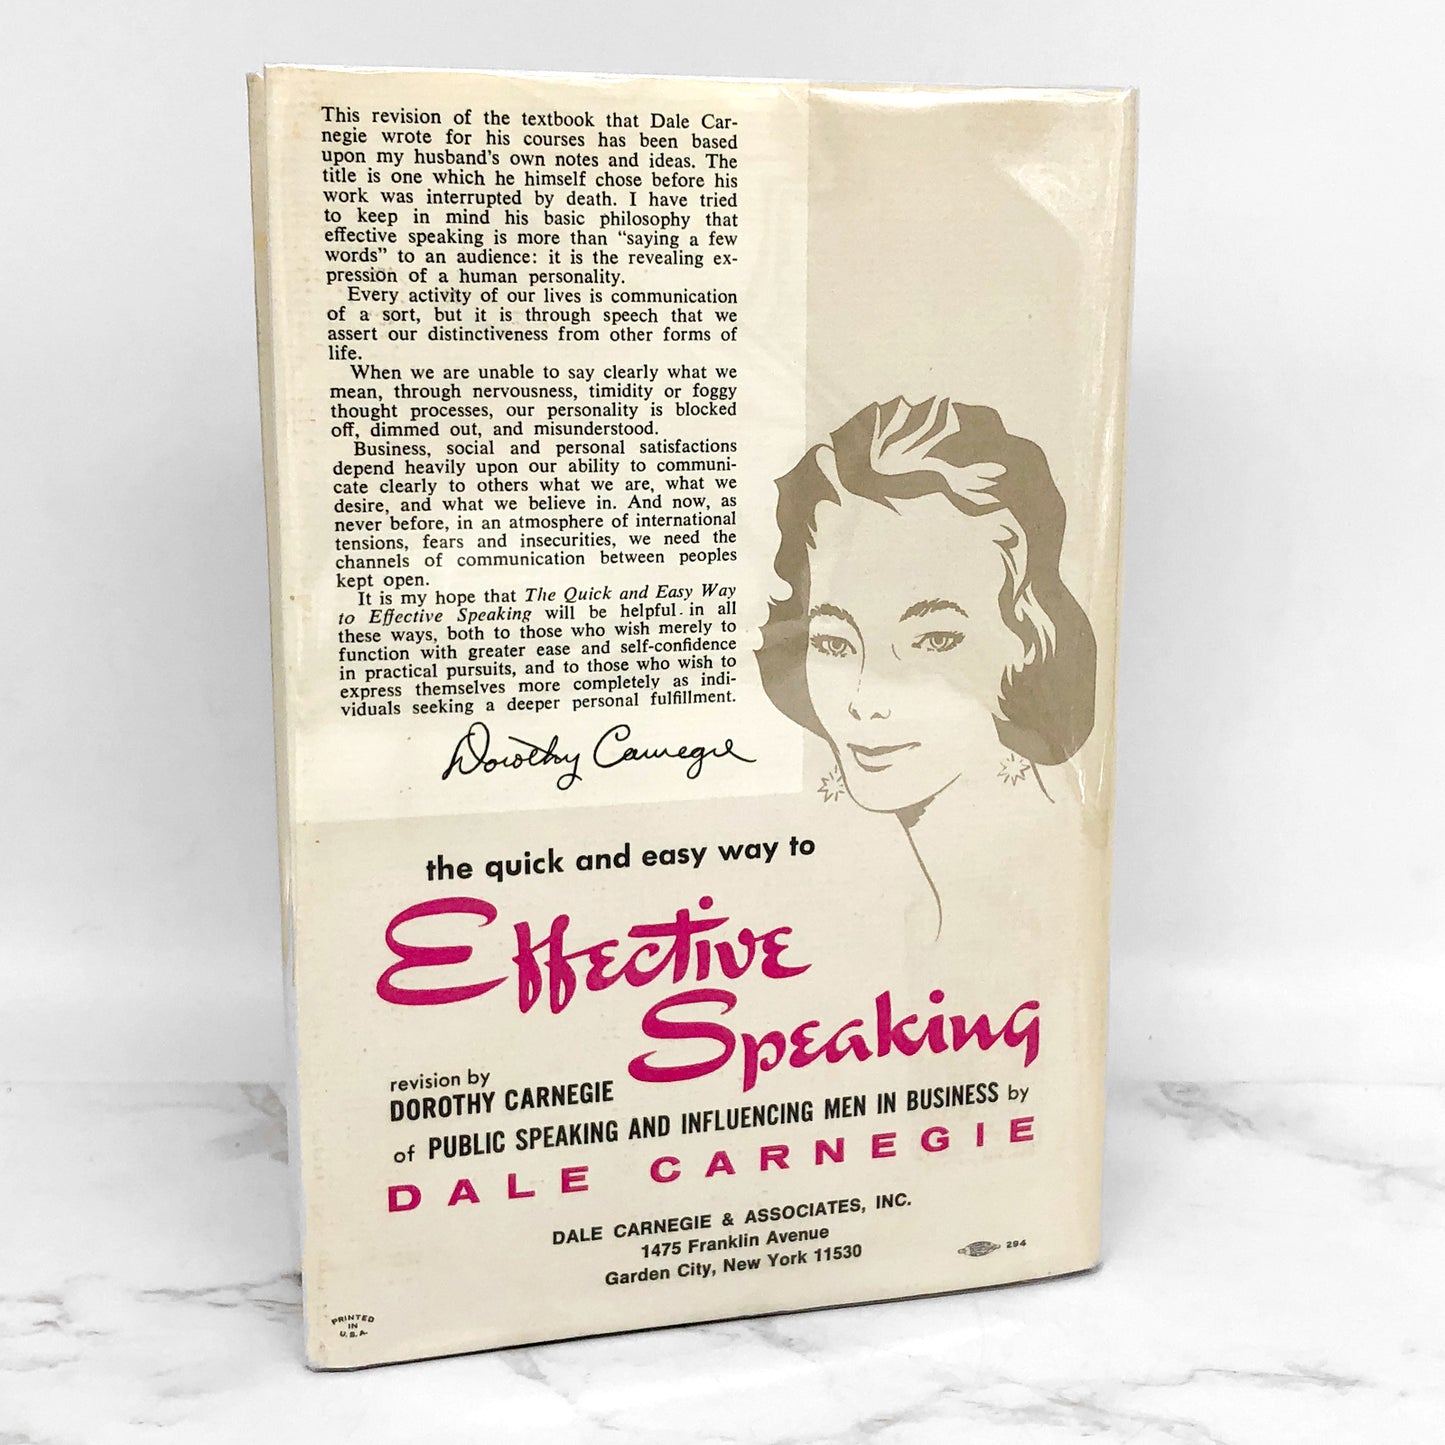 This revision of the textbook that Dale Car-
negie wrote for his courses has been based
upon my husband's own notes and ideas. The
title is one which he himself chose before his
work was interrupted by death. I have tried
to keep in mind his basic philosophy that
effective speaking is more than "saying a few
words" to an audience: it is the revealing ex-
pression of a human personality.
Every activity of our lives is communication
of a sort, but it is through speech that we
assert our distinctiveness from other forms of
life.
When we are unable to say clearly what we
mean, through nervousness, timidity or foggy
thought processes, our personality is blocked
off, dimmed out, and misunderstood.
Business, social and personal satisfactions
depend heavily upon our ability to communi-
cate clearly to others what we are, what we
desire, and what we believe in. And now, as
never before, in an atmosphere of international
tensions, fears and insecurities, we need the
channels of communication between peoples
kept open.
It is my hope that The Quick and Easy Way
to Effective Speaking will be helpful in all
these ways, both to those who wish merely to
function with greater ease and self-confidence
in practical pursuits, and to those who wish to
express themselves more completely as indi-
viduals seeking a deeper personal fulfillment.
Dorothy Carnegie
the quick and easy way to
Effective
Speaking
revision by
DOROTHY CARNEGIE
of PUBLIC SPEAKING AND INFLUENCING MEN IN BUSINESS by
DALE CARNEGIE
DALE CARNEGIE & ASSOCIATES, INC.
1475 Franklin Avenue
Garden City, New York 11530
294
PRINTED
IN
U.S.A.